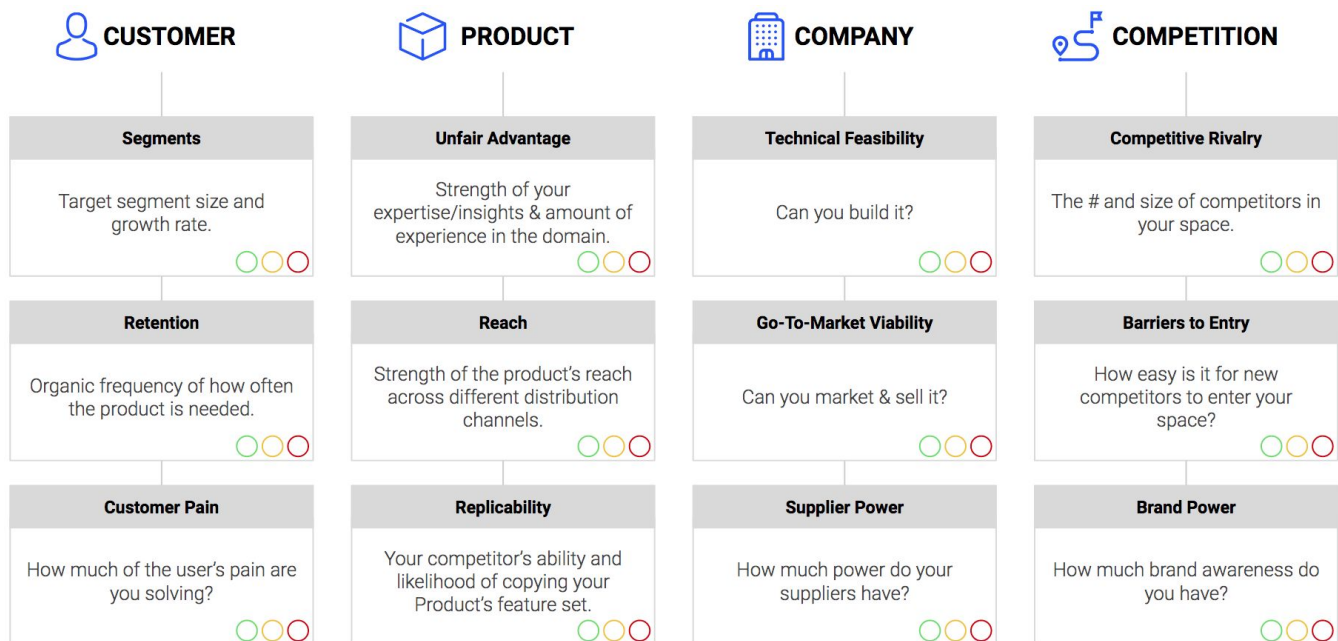 CUSTOMER
Segments
Target segment size and
growth rate.
Retention
Organic frequency of how often
the product is needed.
Customer Pain
How much of the user's pain are
you solving?
PRODUCT
Unfair Advantage
Strength of your
expertise/insights & amount of
experience in the domain.
Reach
Strength of the product's reach
across different distribution
channels.
Replicability
Your competitor's ability and
likelihood of copying your
Product's feature set.
COMPANY
Technical Feasibility
Can you build it?
Go-To-Market Viability
Can you market & sell it?
Supplier Power
How much power do your
suppliers have?
COMPETITION
Competitive Rivalry
The # and size of competitors in
your space.
Barriers to Entry
How easy is it for new
competitors to enter your
space?
Brand Power
How much brand awareness do
you have?